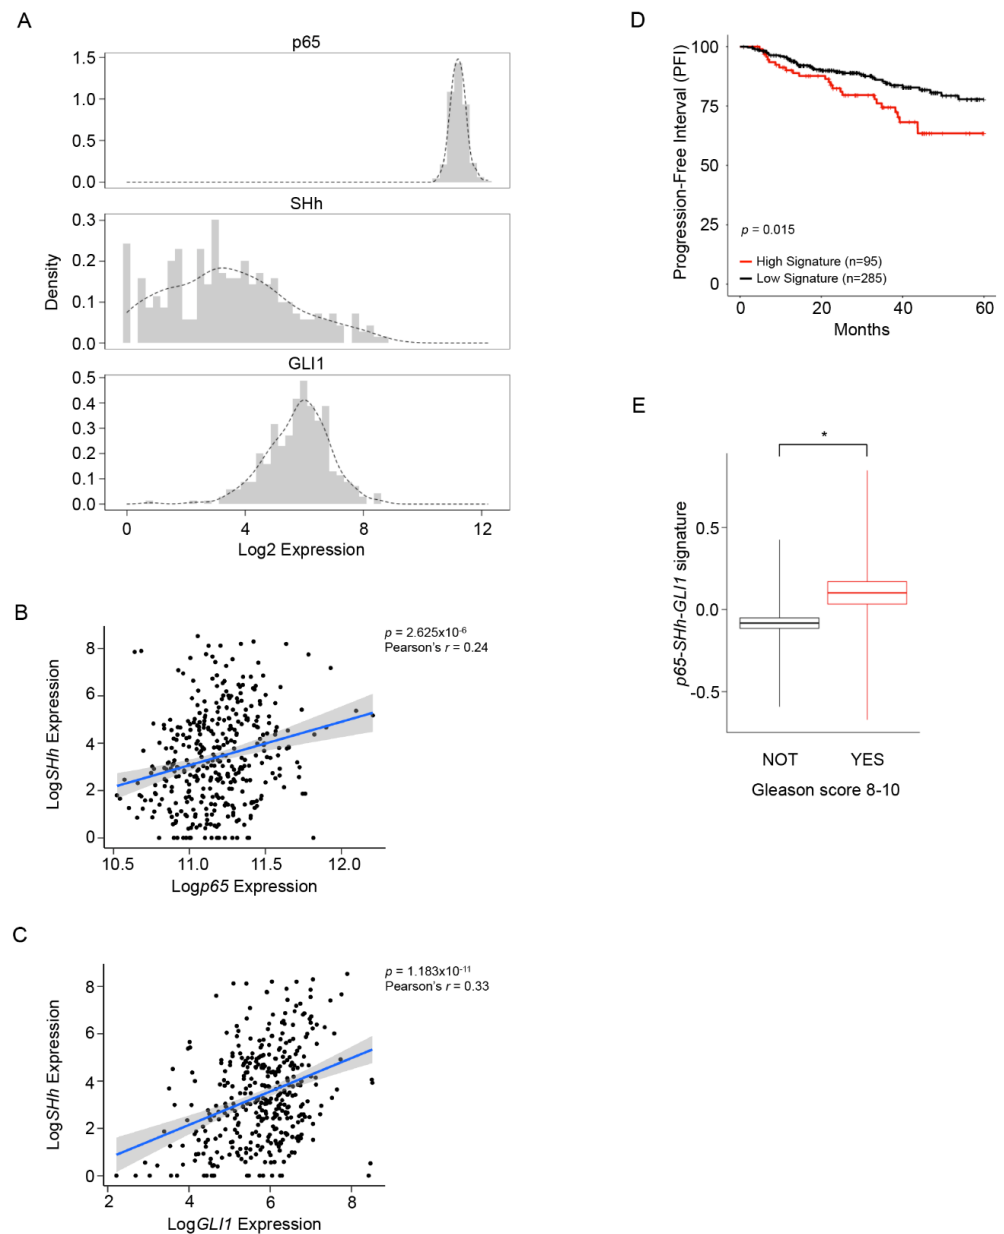 A
p65
1.5
1.0
0.5
0.0
SHh
0.3
0.2
0.1
0.0
Density
GLI1
0.5
0.4
0.3
0.2
0.1
0.0
0 4 8 12
Log2 Expression
B
p = 2.625x10-6
Pearson's r = 0.24
8
6
4
2
0
LogSHh Expression
10.5 11.0 11.5 12.0
Logp65 Expression
C
p = 1.183x10-11
Pearson's r = 0.33
8
6
4
2
0
LogSHh Expression
2 4 6 8
LogGLI1 Expression
D
Progression-Free Interval (PFI)
100
75
50
25
0
p = 0.015
High Signature (n=95)
Low Signature (n=285)
0 20 40 60
Months
E
*
p65-SHh-GLI1 signature
0.5
0.0
-0.5
NOT YES
Gleason score 8-10